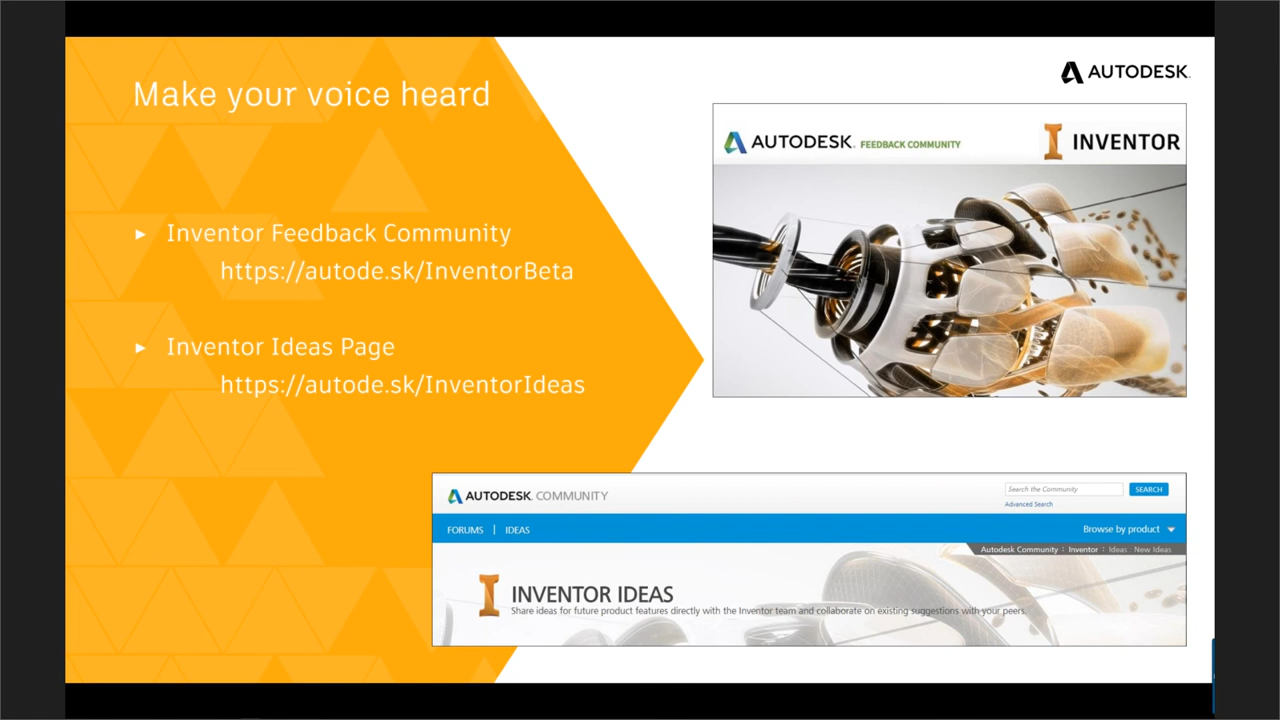 Make your voice heard
► Inventor Feedback Community
https://autode.sk/InventorBeta
► Inventor Ideas Page
https://autode.sk/InventorIdeas
AUTODESK.
AUTODESK. FEEDBACK COMMUNITY
I INVENTOR
AUTODESK. COMMUNITY
Search the Community
SEARCH
Advanced Search
FORUMS | IDEAS
Browse by product
Autodesk Community : Inventor : Ideas : New Ideas
I INVENTOR IDEAS
Share ideas for future product features directly with the Inventor team and collaborate on existing suggestions with your peers.